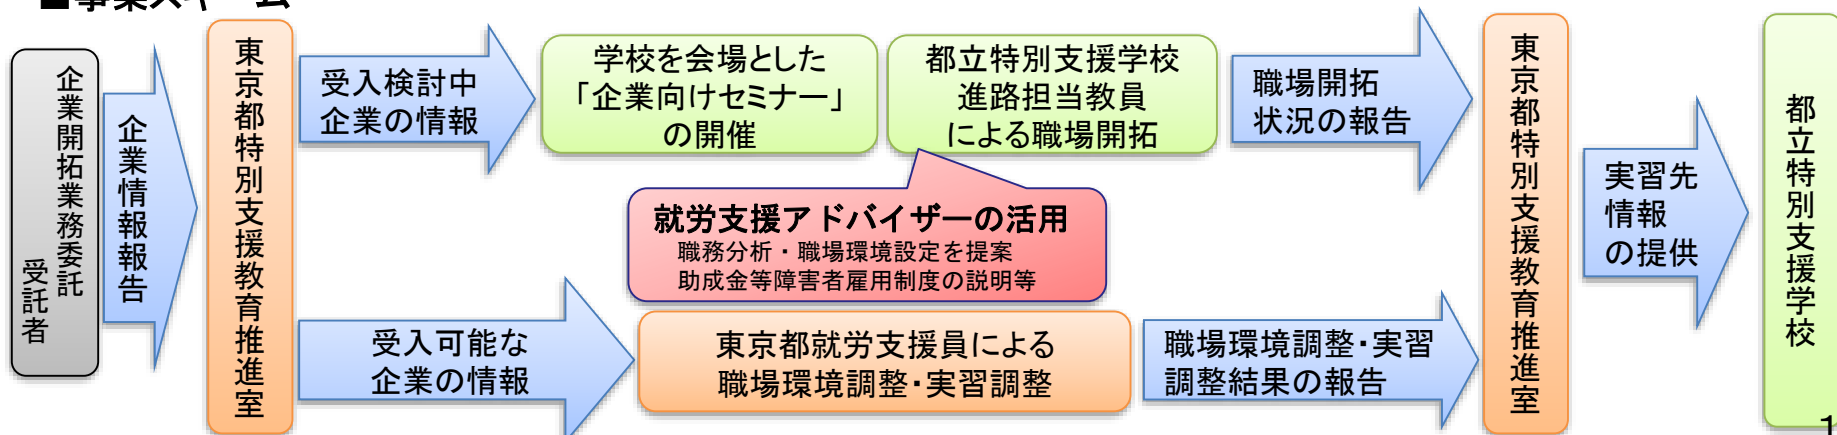 ■事業スキーム
企業開拓業務委託
受託者
企業情報報告
東京都特別支援教育推進室
受入検討中
企業の情報
学校を会場とした
「企業向けセミナー」
の開催
都立特別支援学校
進路担当教員
による職場開拓
職場開拓
状況の報告
就労支援アドバイザーの活用
職務分析・職場環境設定を提案
助成金等障害者雇用制度の説明等
受入可能な
企業の情報
東京都就労支援員による
職場環境調整・実習調整
職場環境調整・実習
調整結果の報告
東京都特別支援教育推進室
実習先
情報
の提供
都立特別支援学校
1